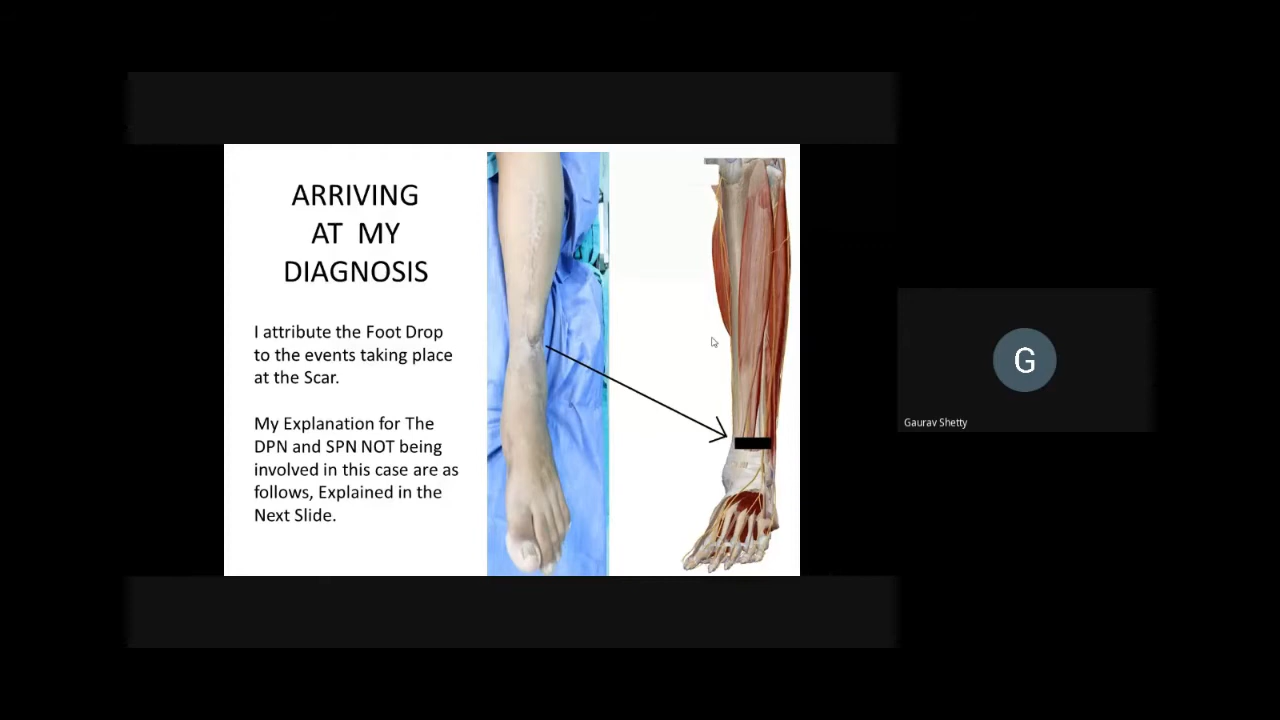 ARRIVING
AT MY
DIAGNOSIS
I attribute the Foot Drop
to the events taking place
at the Scar.
My Explanation for The
DPN and SPN NOT being
involved in this case are as
follows, Explained in the
Next Slide.
G
Gaurav Shetty